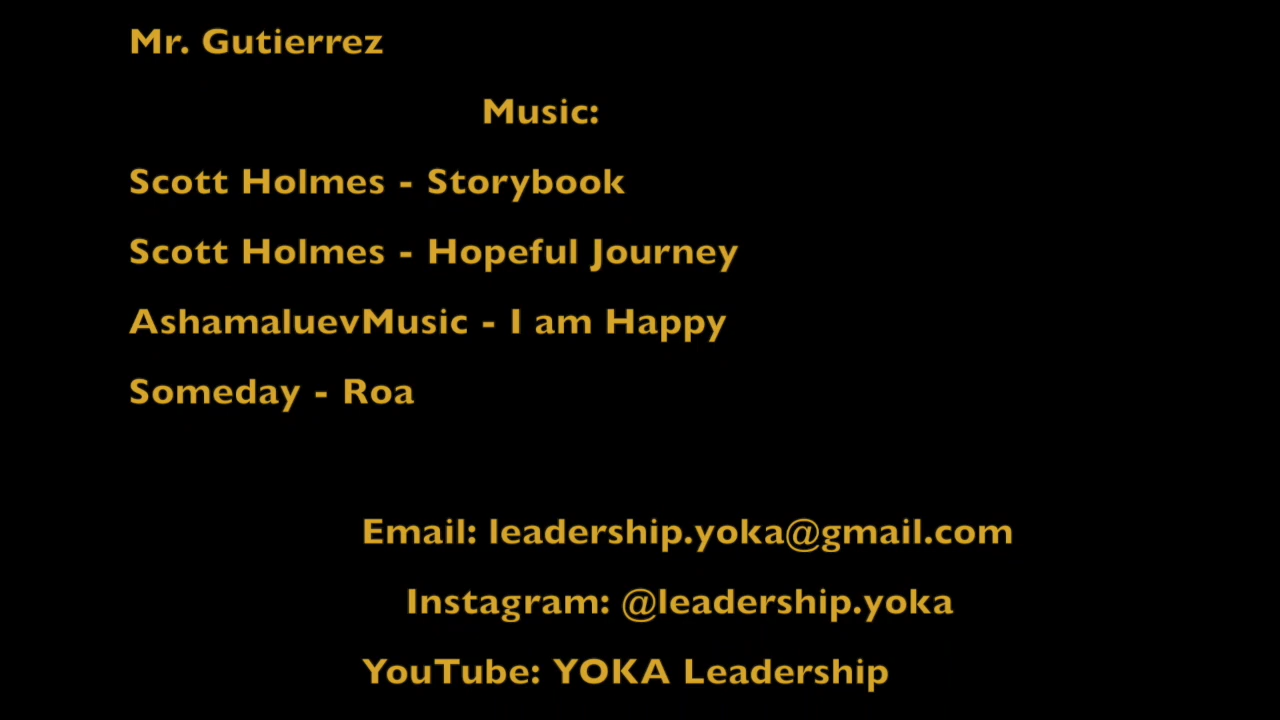 Mr. Gutierrez
Music:
Scott Holmes - Storybook
Scott Holmes - Hopeful Journey
AshamaluevMusic - I am Happy
Someday - Roa
Email: leadership.yoka@gmail.com
Instagram: @leadership.yoka
YouTube: YOKA Leadership